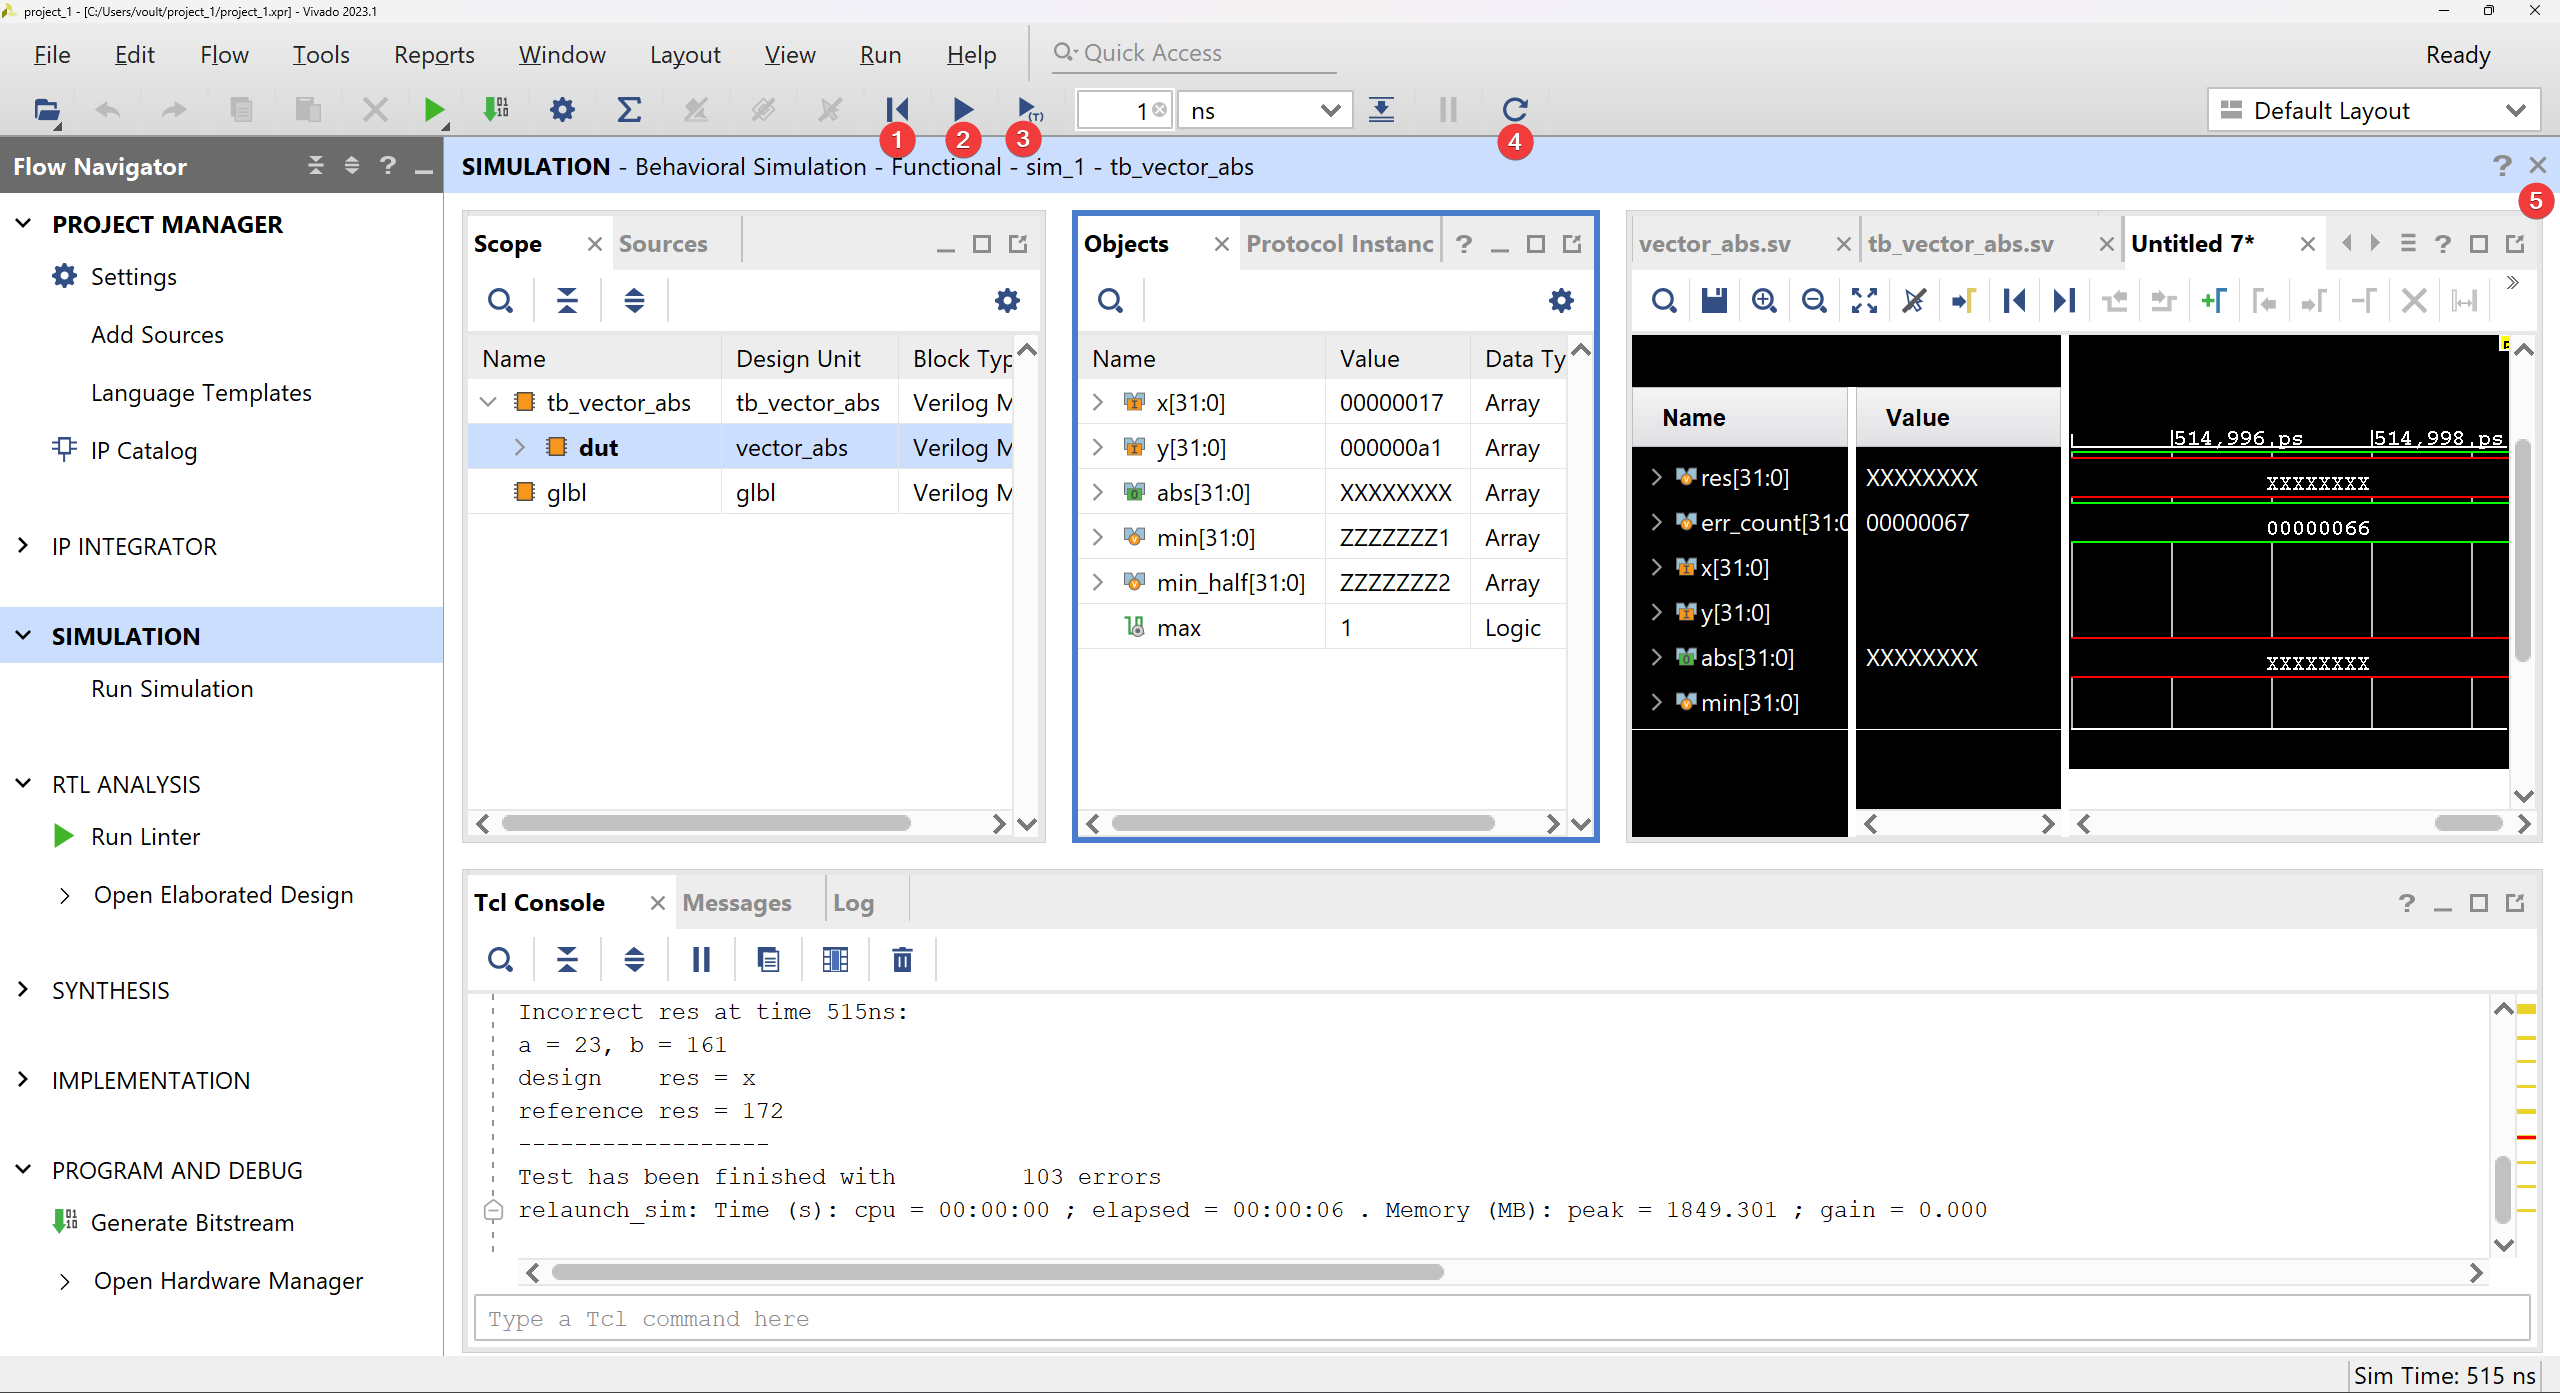 project_1 - [C:/Users/voult/project_1/project_1.xpr] - Vivado 2023.1
File Edit Flow Tools Reports Window Layout View Run Help Quick Access Ready
1 ns Default Layout
1 2 3 4
Flow Navigator
SIMULATION - Behavioral Simulation - Functional - sim_1 - tb_vector_abs
5
PROJECT MANAGER
Settings
Add Sources
Language Templates
IP Catalog
IP INTEGRATOR
SIMULATION
Run Simulation
RTL ANALYSIS
Run Linter
Open Elaborated Design
SYNTHESIS
IMPLEMENTATION
PROGRAM AND DEBUG
Generate Bitstream
Open Hardware Manager
Scope Sources
Name Design Unit Block Typ
tb_vector_abs tb_vector_abs Verilog M
dut vector_abs Verilog M
glbl glbl Verilog M
Objects Protocol Instanc
Name Value Data Ty
x[31:0] 00000017 Array
y[31:0] 000000a1 Array
abs[31:0] XXXXXXXX Array
min[31:0] ZZZZZZZ1 Array
min_half[31:0] ZZZZZZZ2 Array
max 1 Logic
vector_abs.sv tb_vector_abs.sv Untitled 7*
Name Value
514,996 ps 514,998 ps
res[31:0] XXXXXXXX XXXXXXXX
err_count[31:0 00000067 00000066
x[31:0]
y[31:0]
abs[31:0] XXXXXXXX XXXXXXXX
min[31:0]
Tcl Console Messages Log
Incorrect res at time 515ns:
a = 23, b = 161
design    res = x
reference res = 172
------------------
Test has been finished with         103 errors
relaunch_sim: Time (s): cpu = 00:00:00 ; elapsed = 00:00:06 . Memory (MB): peak = 1849.301 ; gain = 0.000
Type a Tcl command here
Sim Time: 515 ns